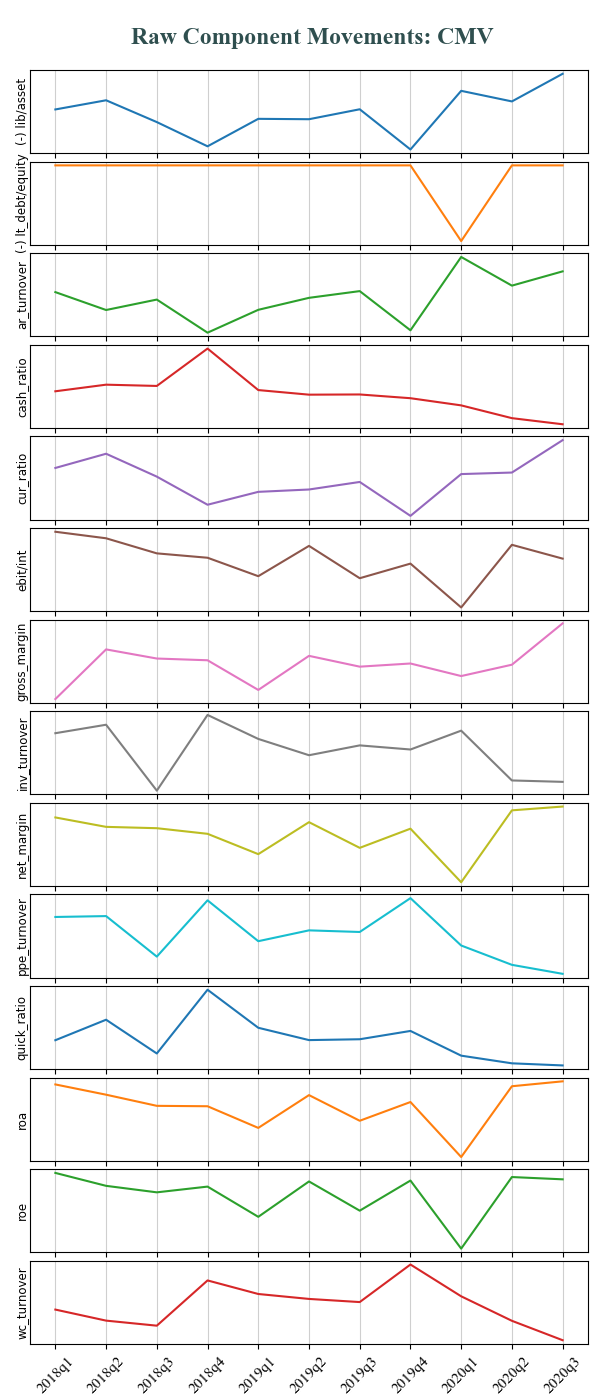 Raw Component Movements: CMV
(-) lib/asset
(-) lt_debt/equity
ar_turnover
cash_ratio
cur_ratio
ebit/int
gross_margin
inv_turnover
net_margin
ppe_turnover
quick_ratio
roa
roe
wc_turnover
2018q1 2018q2 2018q3 2018q4 2019q1 2019q2 2019q3 2019q4 2020q1 2020q2 2020q3